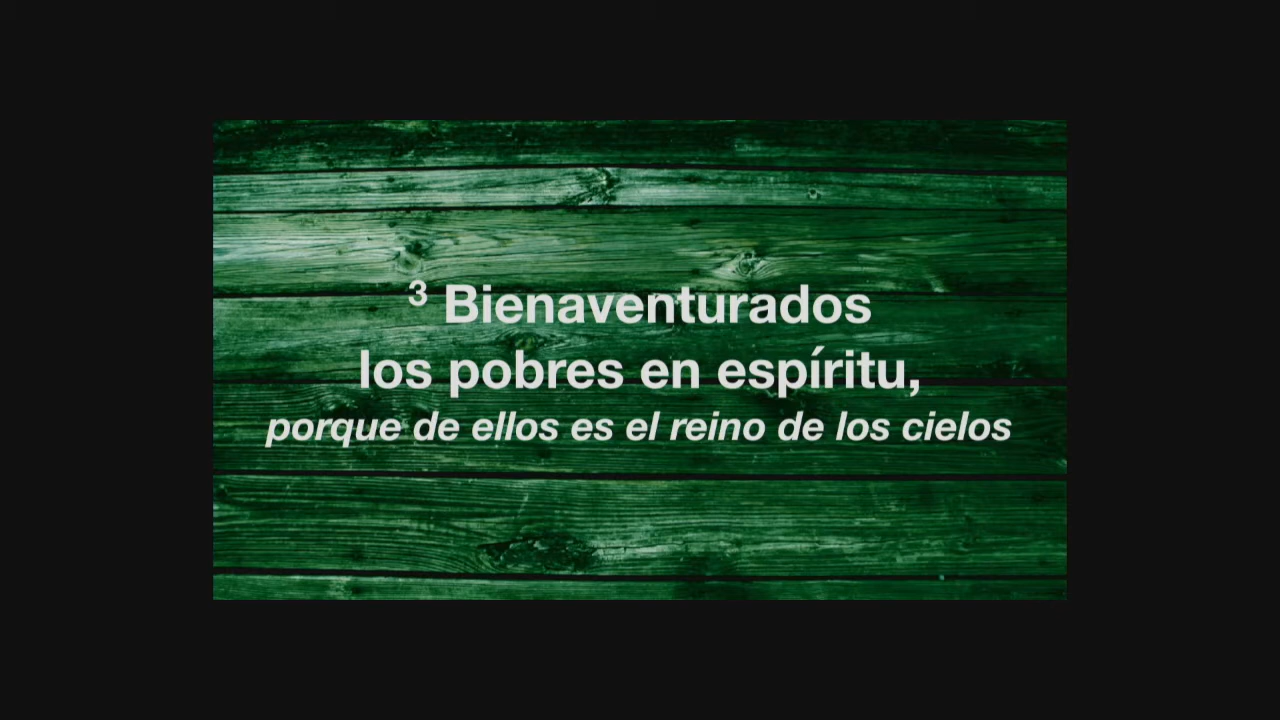 ³ Bienaventurados
los pobres en espíritu,
porque de ellos es el reino de los cielos